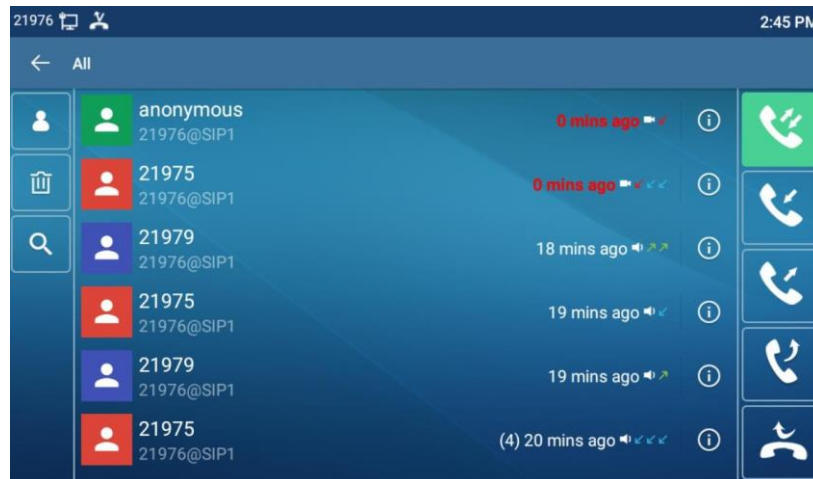 21976
2:45 PM
All
anonymous
21976@SIP1
0 mins ago
21975
21976@SIP1
0 mins ago
21979
21976@SIP1
18 mins ago
21975
21976@SIP1
19 mins ago
21979
21976@SIP1
19 mins ago
21975
21976@SIP1
(4) 20 mins ago